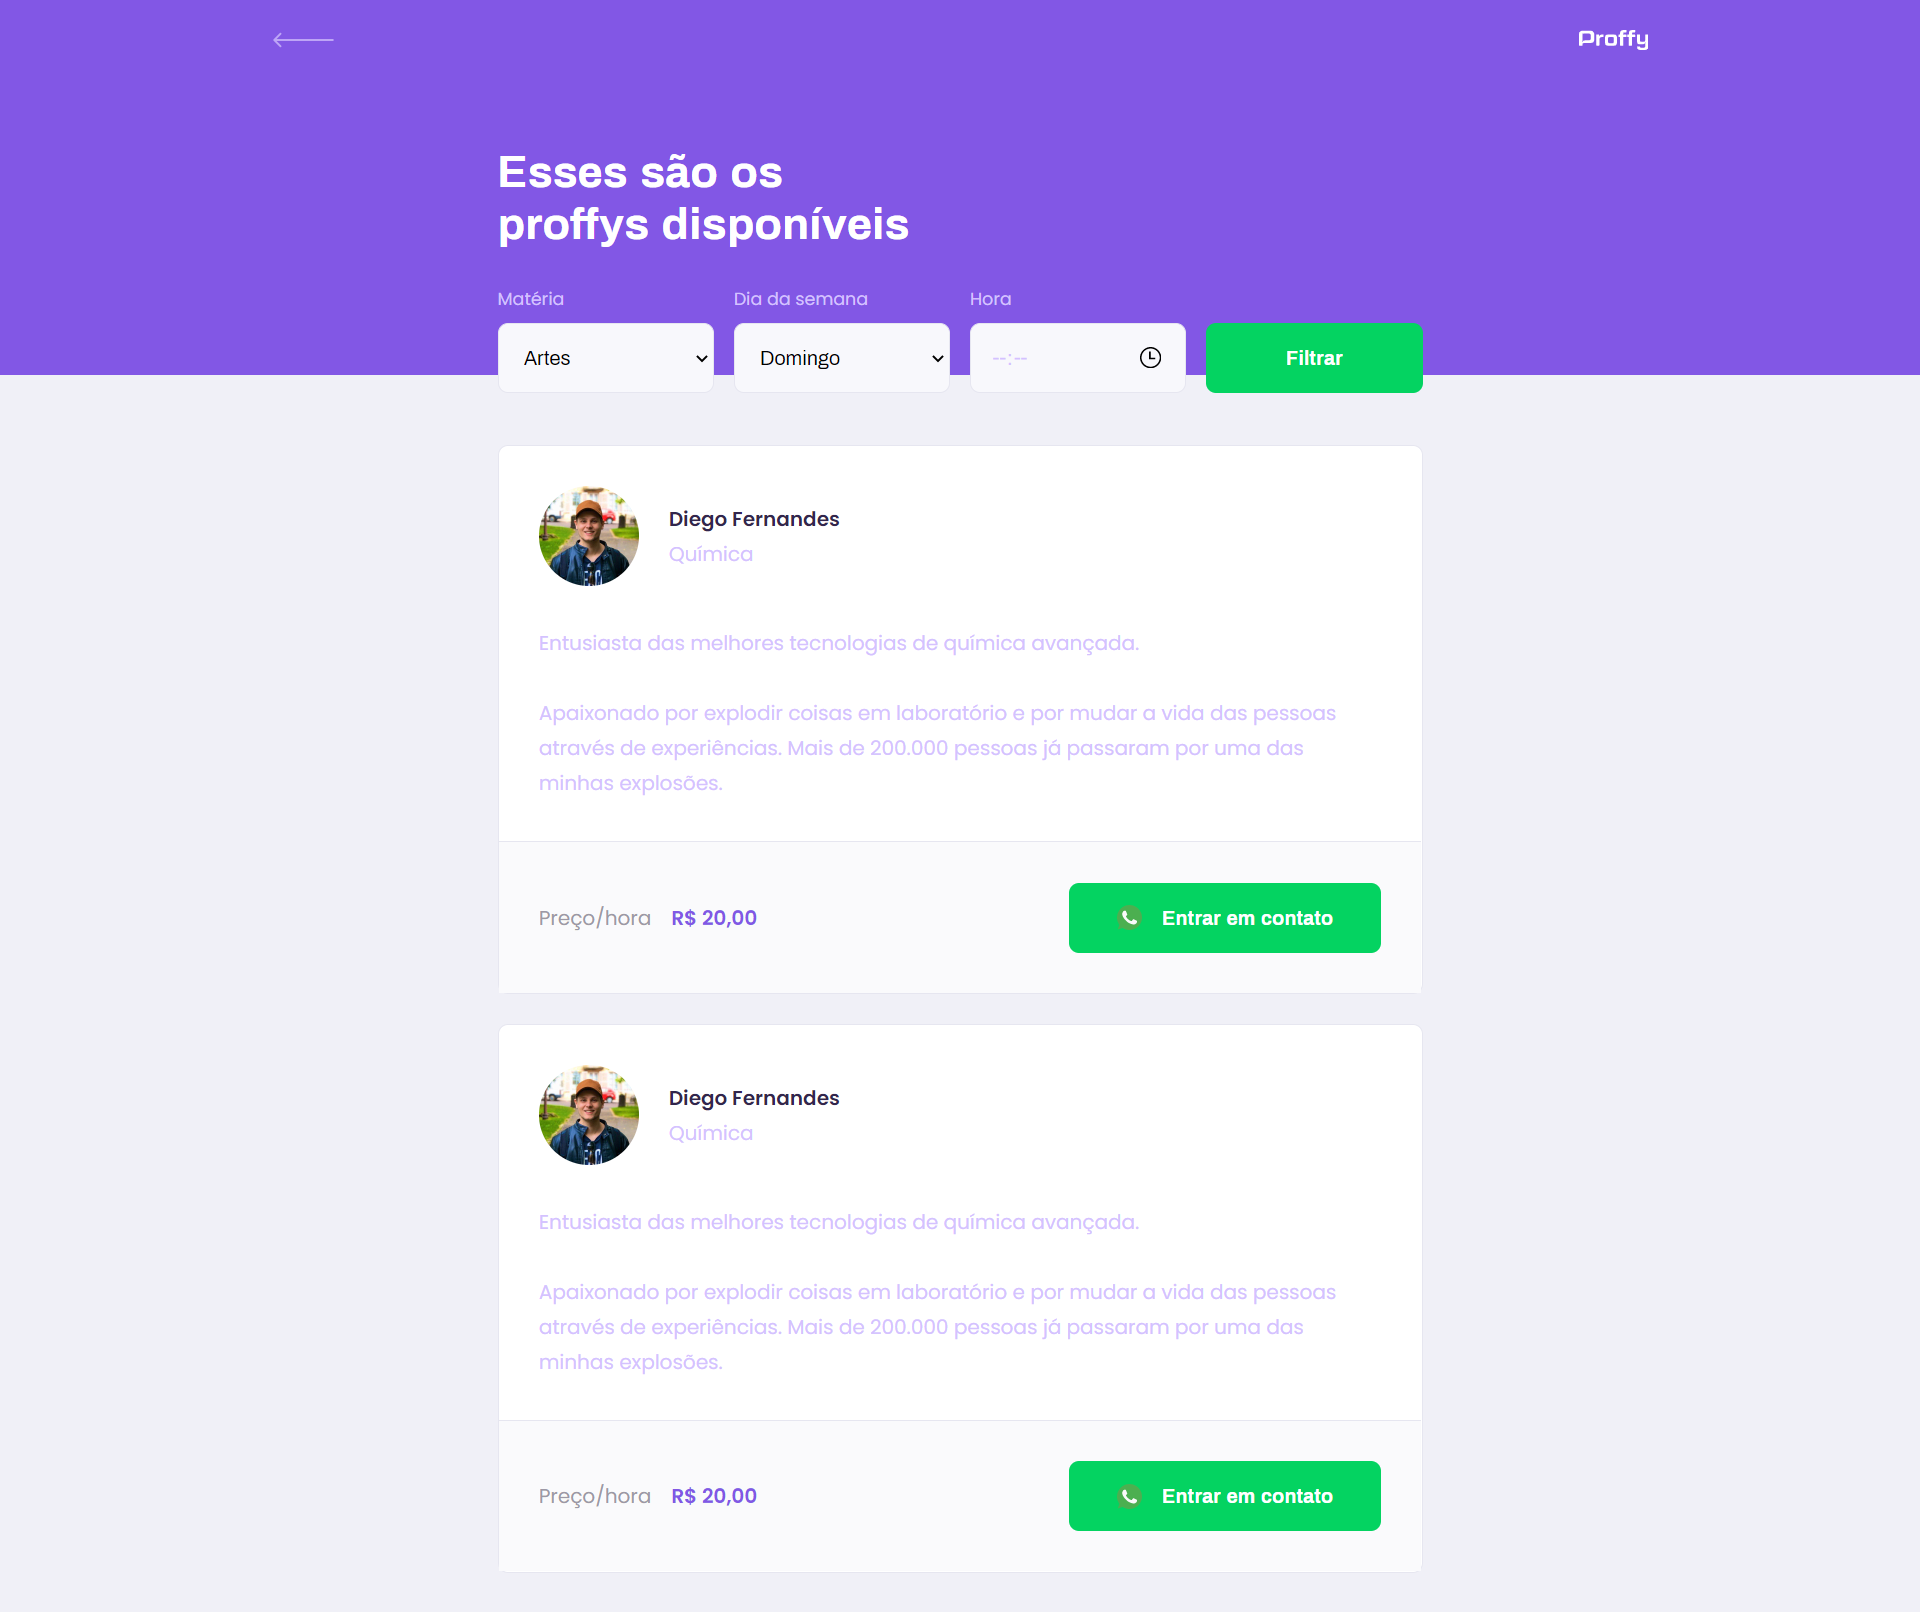 Proffy
Esses são os
proffys disponíveis
Matéria
Dia da semana
Hora
Artes
Domingo
--:--
Filtrar
Diego Fernandes
Química
Entusiasta das melhores tecnologias de química avançada.
Apaixonado por explodir coisas em laboratório e por mudar a vida das pessoas
através de experiências. Mais de 200.000 pessoas já passaram por uma das
minhas explosões.
Preço/hora R$ 20,00
Entrar em contato
Diego Fernandes
Química
Entusiasta das melhores tecnologias de química avançada.
Apaixonado por explodir coisas em laboratório e por mudar a vida das pessoas
através de experiências. Mais de 200.000 pessoas já passaram por uma das
minhas explosões.
Preço/hora R$ 20,00
Entrar em contato